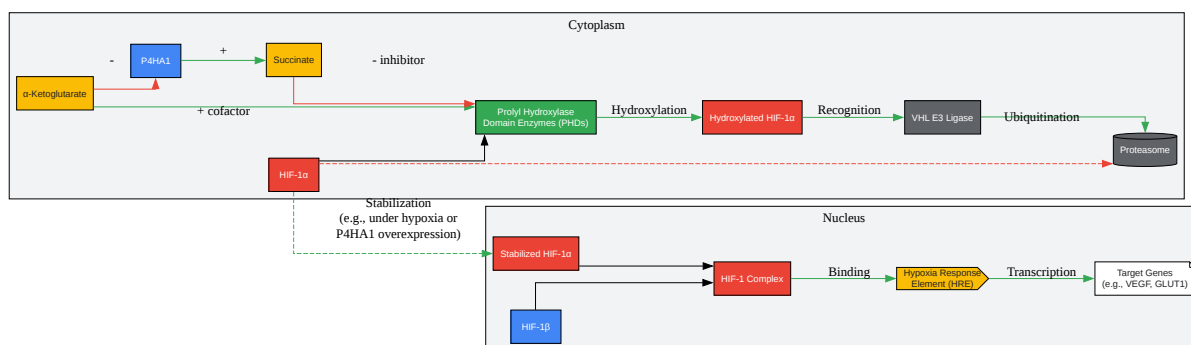 Cytoplasm
-
P4HA1
+
Succinate
- inhibitor
α-Ketoglutarate
+ cofactor
Prolyl Hydroxylase
Domain Enzymes (PHDs)
Hydroxylation
Hydroxylated HIF-1α
Recognition
VHL E3 Ligase
Ubiquitination
Proteasome
HIF-1α
Stabilization
(e.g., under hypoxia or
P4HA1 overexpression)
Nucleus
Stabilized HIF-1α
HIF-1 Complex
Binding
Hypoxia Response
Element (HRE)
Transcription
Target Genes
(e.g., VEGF, GLUT1)
HIF-1β